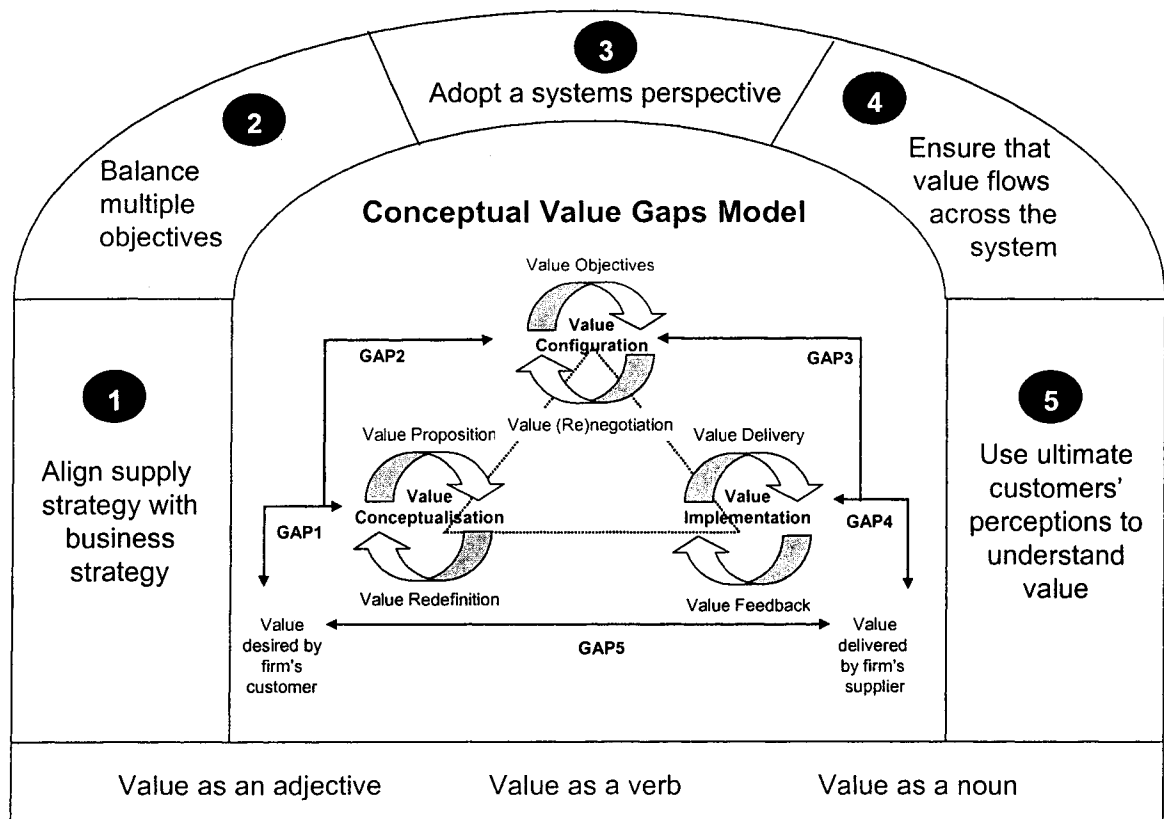 3
Adopt a systems perspective
2
Balance
multiple
objectives
4
Ensure that
value flows
across the
system
Conceptual Value Gaps Model
Value Objectives
Value
Configuration
GAP2
GAP3
Value (Re)negotiation
1
Align supply
strategy with
business
strategy
Value Proposition
Value
Conceptualisation
GAP1
Value Redefinition
Value Delivery
Value
Implementation
GAP4
Value Feedback
5
Use ultimate
customers'
perceptions to
understand
value
Value
desired by
firm's
customer
GAP5
Value
delivered by
firm's
supplier
Value as an adjective
Value as a verb
Value as a noun